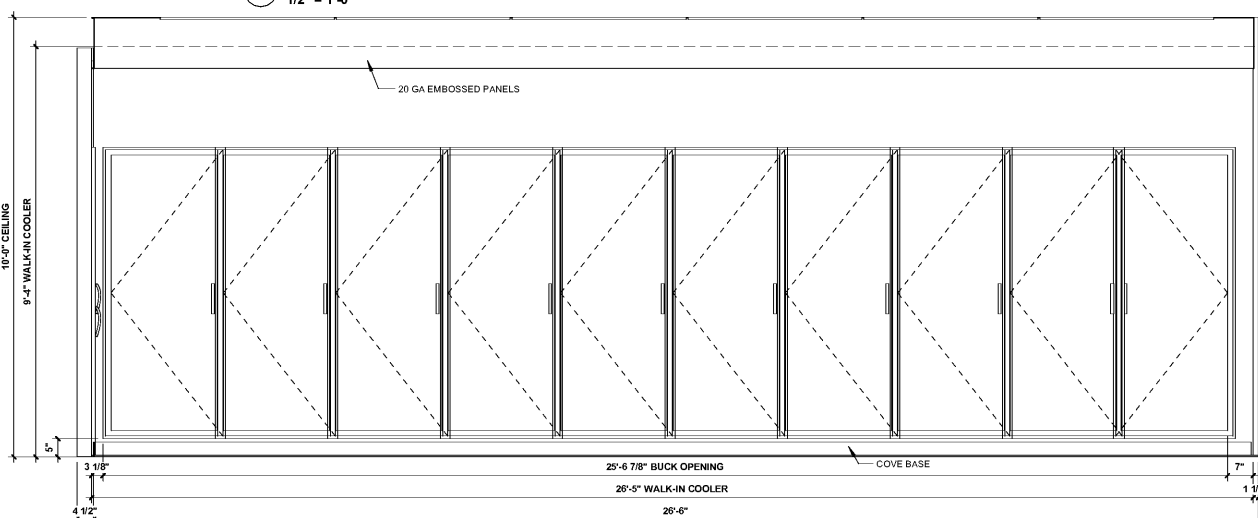 1/2" = 1'-0"
20 GA EMBOSSED PANELS
10'-0" CEILING
9'-4" WALK-IN COOLER
5"
COVE BASE
3 1/8"
25'-6 7/8" BUCK OPENING
7"
26'-5" WALK-IN COOLER
4 1/2"
26'-6"